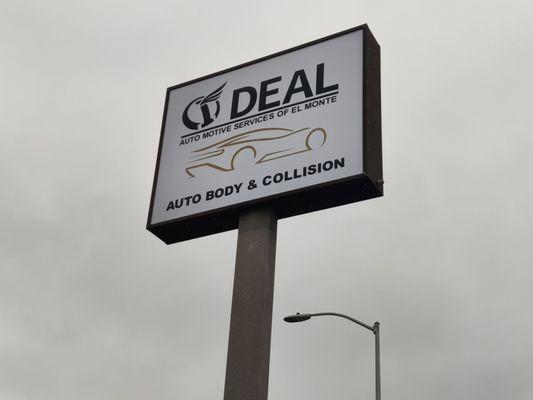 DEAL
AUTO MOTIVE SERVICES OF EL MONTE
AUTO BODY & COLLISION